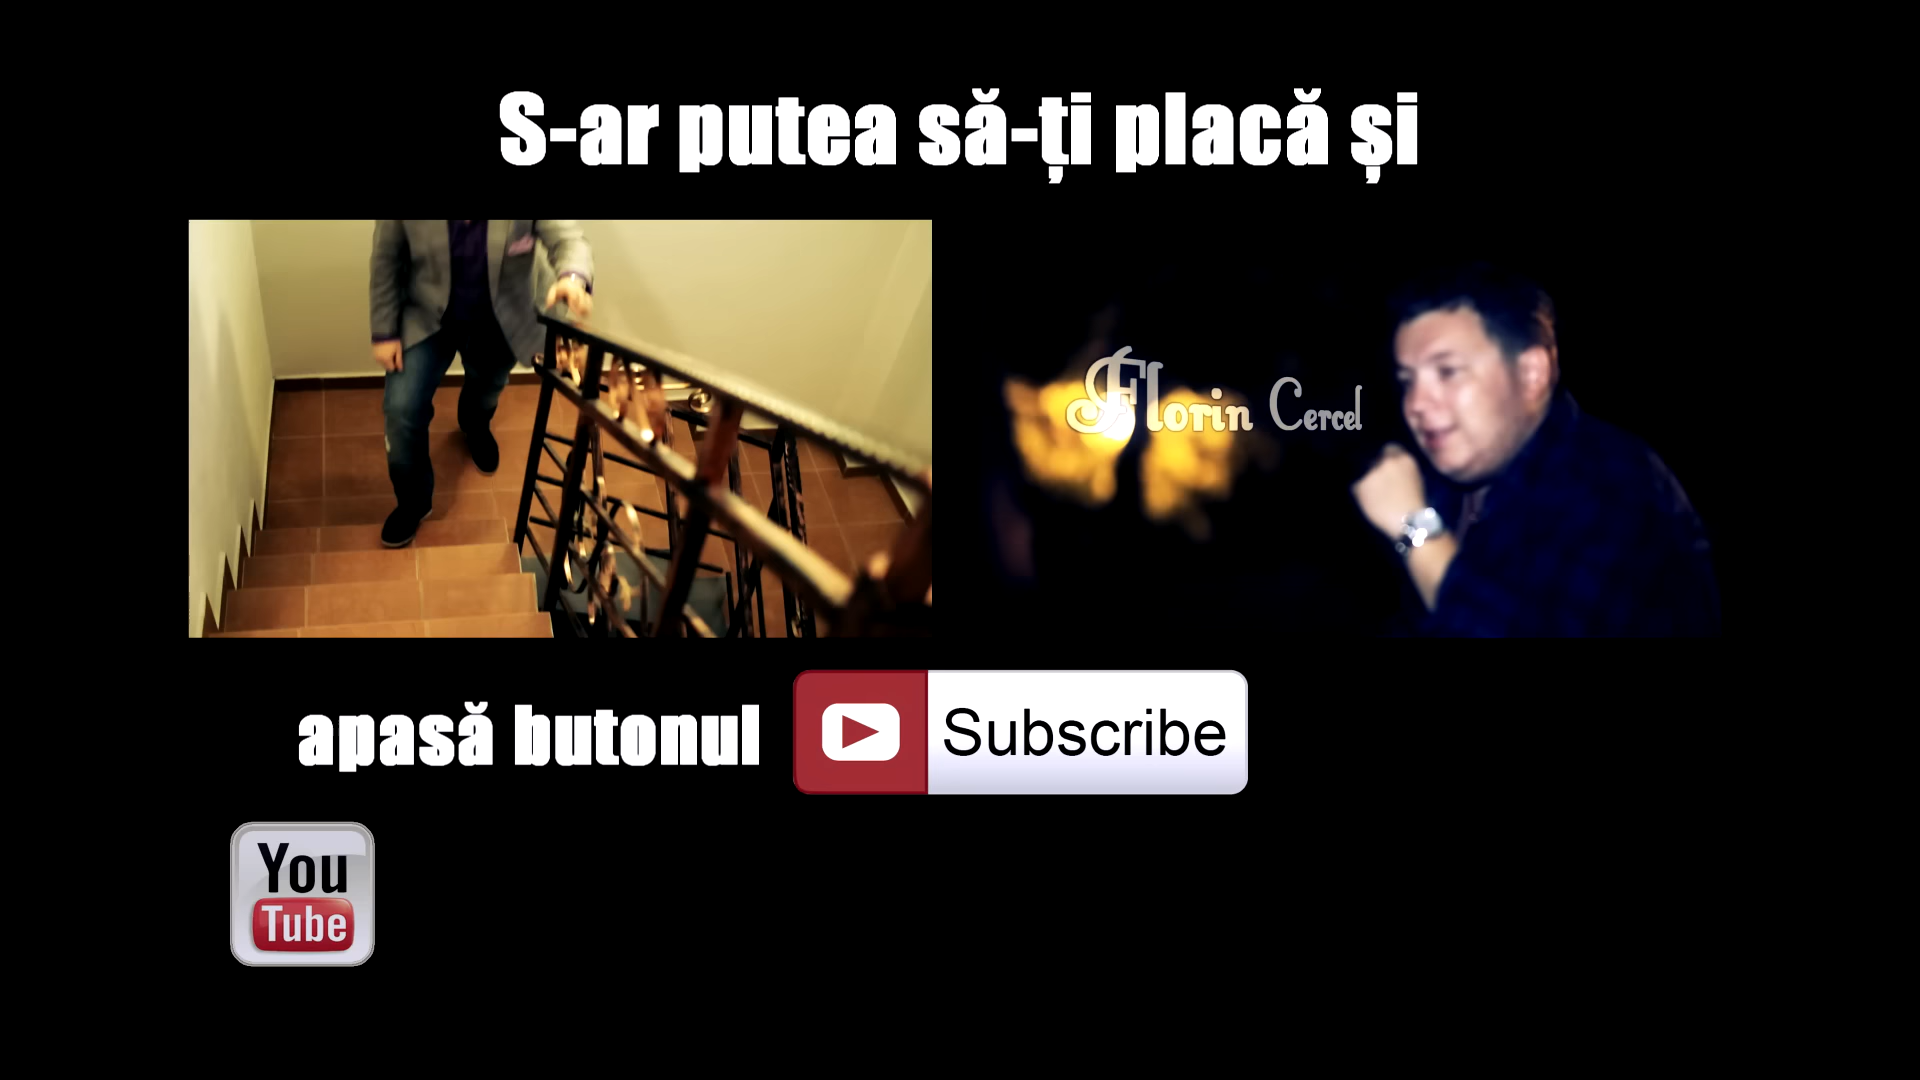 S-ar putea să-ți placă și
Florin Cercel
apasă butonul
Subscribe
You
Tube